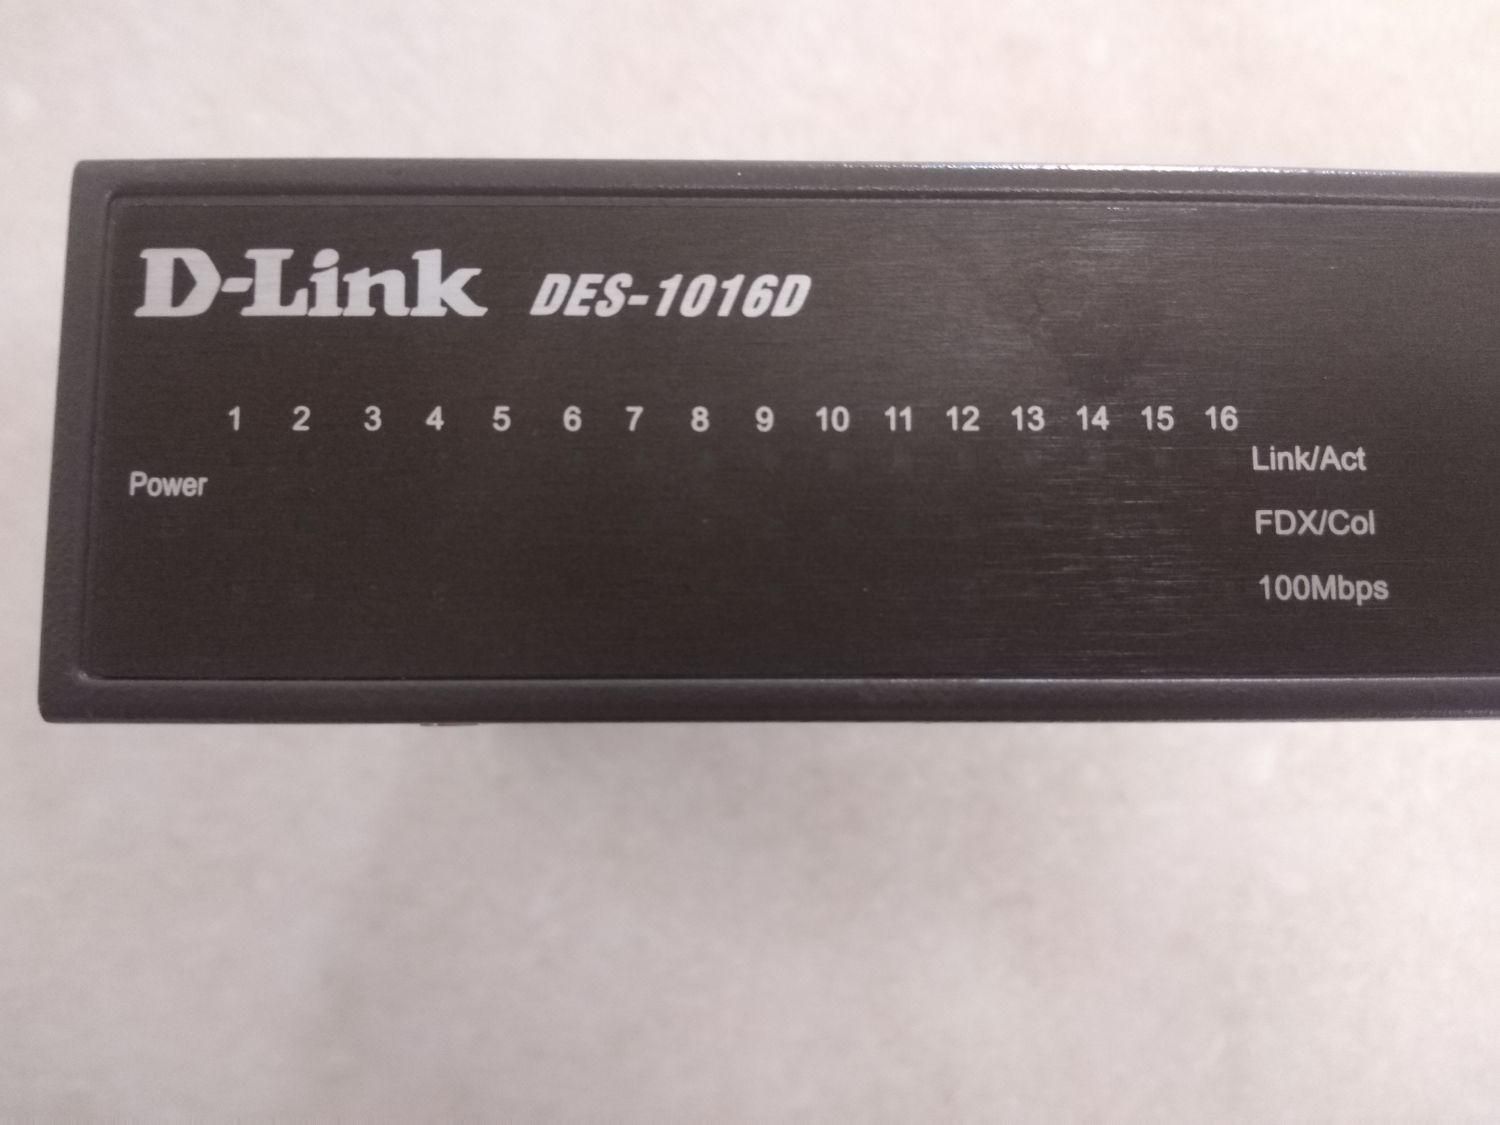 D-Link DES-1016D
1 2 3 4 5 6 7 8 9 10 11 12 13 14 15 16
Link/Act
Power
FDX/Col
100Mbps